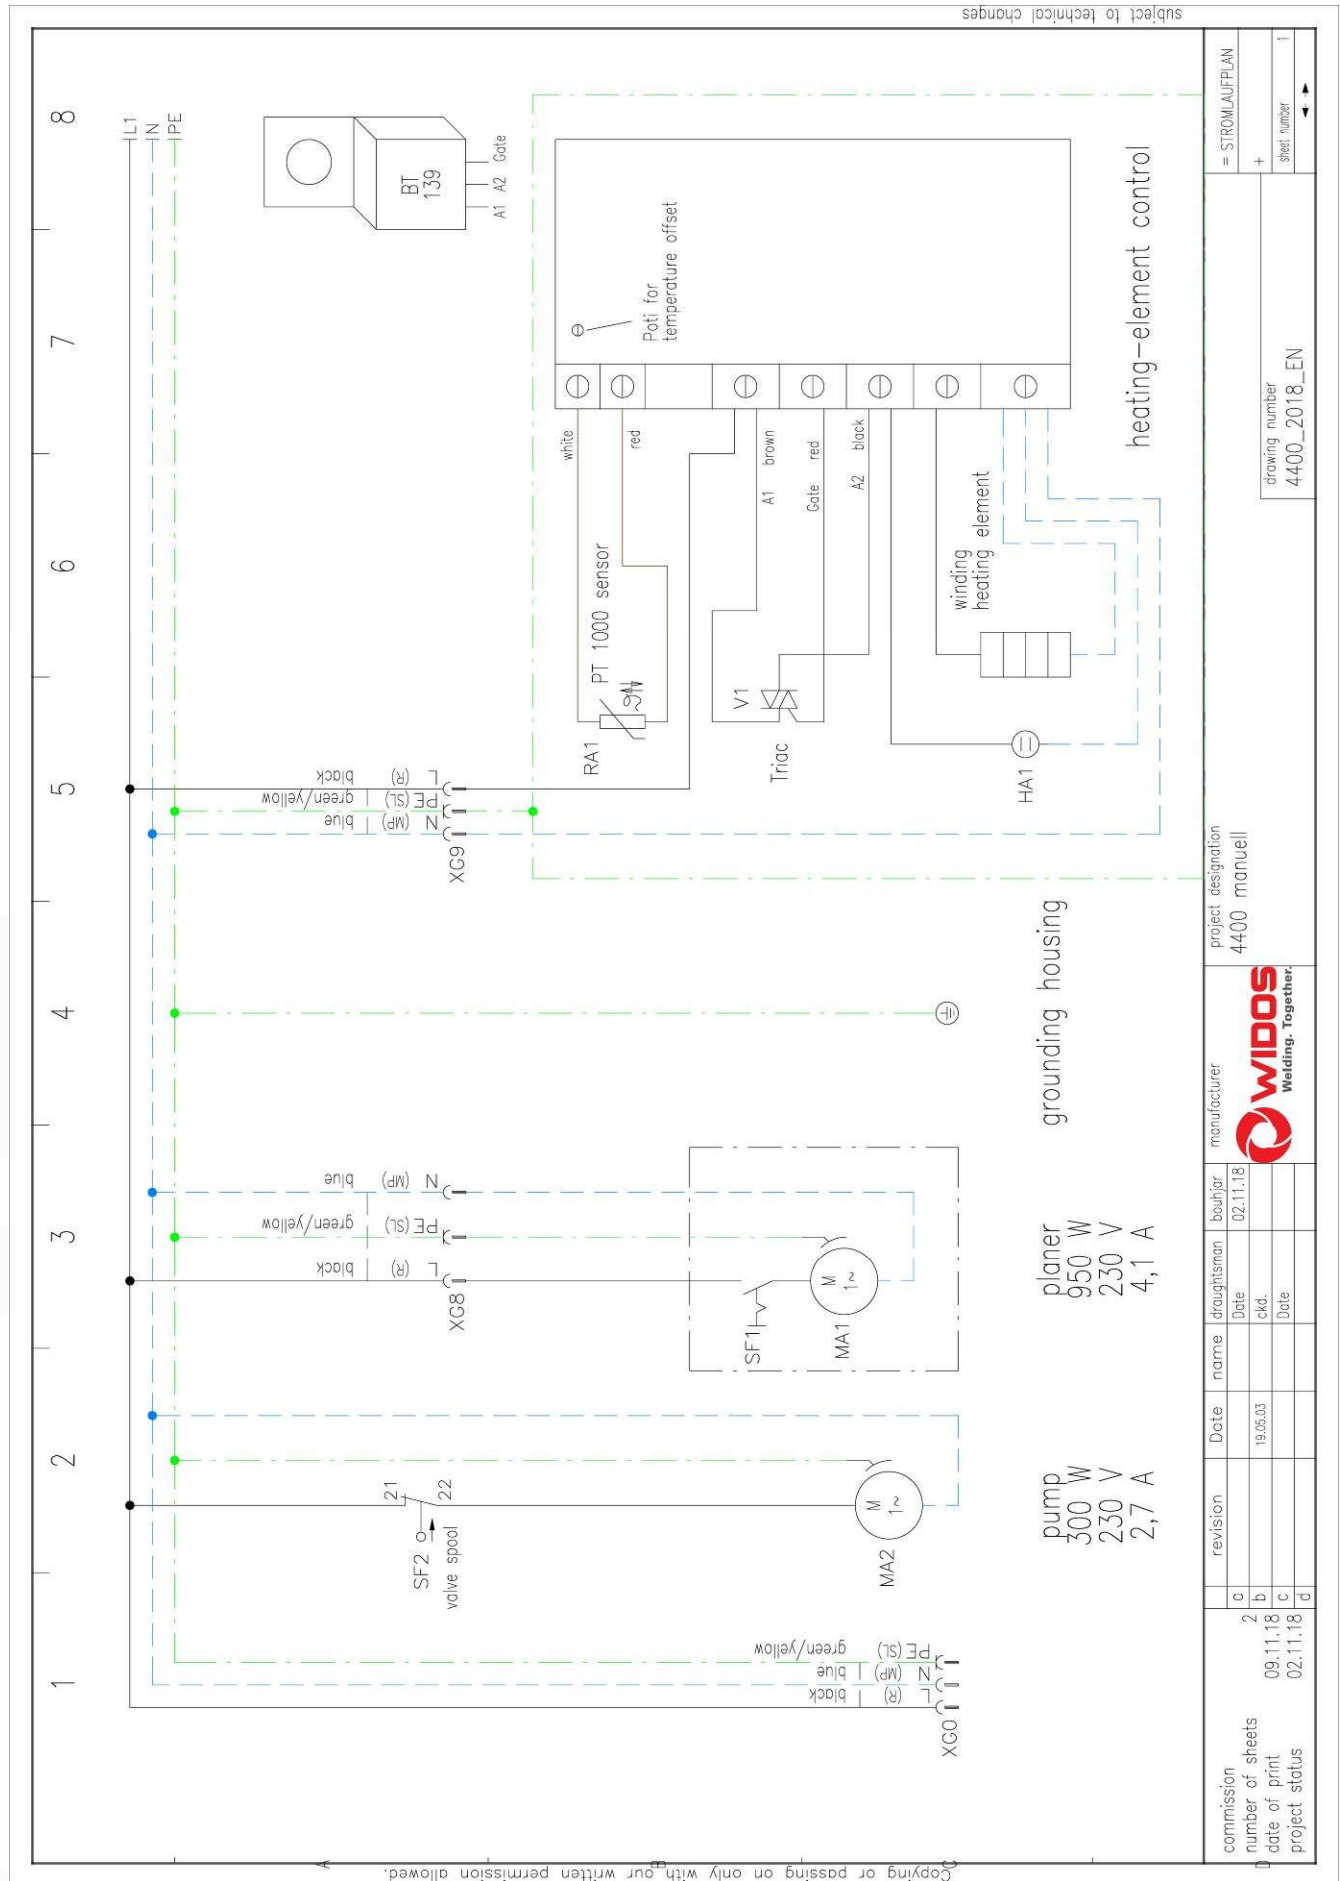 subject to technical changes
Copying or passing on only with our written permission allowed.
1
2
3
4
5
6
7
8
A
B
C
D
L1
N
PE
BT
139
A1
A2
Gate
Poti for
temperature offset
white
red
A1 brown
Gate red
A2 black
PT 1000 sensor
RA1
V1
Triac
winding
heating element
HA1
heating-element control
XG9
L (R) black
PE (SL) green/yellow
N (MP) blue
grounding housing
XG8
L (R) black
PE (SL) green/yellow
N (MP) blue
SF1
M
1~
MA1
planer
950 W
230 V
4,1 A
21
22
SF2
valve spool
M
1~
MA2
pump
300 W
230 V
2,7 A
XG0
L (R) black
N (MP) blue
PE (SL) green/yellow
commission
number of sheets 2
date of print 09.11.18
project status 02.11.18
revision
Date
name
a
b
c
d
19.05.03
draughtsman
bouhjar
Date
02.11.18
ckd.
Date
manufacturer
WIDOS
Welding. Together.
project designation
4400 manuell
drawing number
4400_2018_EN
= STROMLAUFPLAN
+
sheet number
1